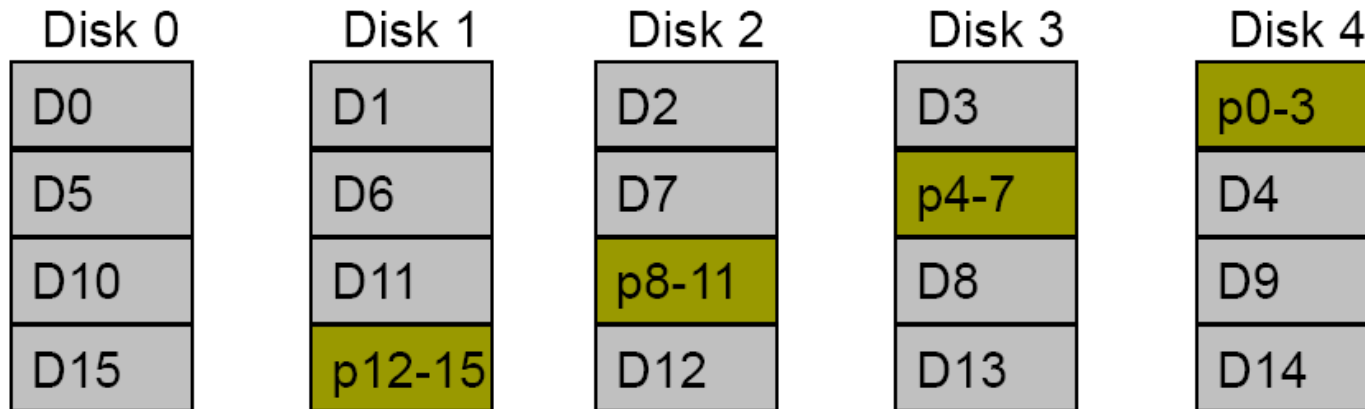 Disk 0 Disk 1 Disk 2 Disk 3 Disk 4
D0 D1 D2 D3 p0-3
D5 D6 D7 p4-7 D4
D10 D11 p8-11 D8 D9
D15 p12-15 D12 D13 D14